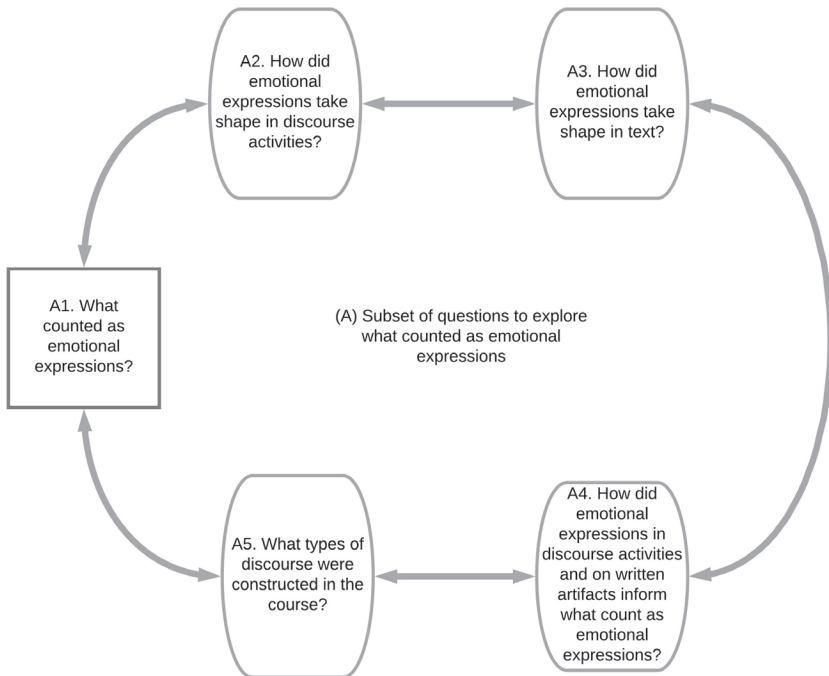 A2. How did
emotional
expressions take
shape in discourse
activities?
A3. How did
emotional
expressions take
shape in text?
A1. What
counted as
emotional
expressions?
(A) Subset of questions to explore
what counted as emotional
expressions
A5. What types of
discourse were
constructed in the
course?
A4. How did
emotional
expressions in
discourse activities
and on written
artifacts inform
what count as
emotional
expressions?